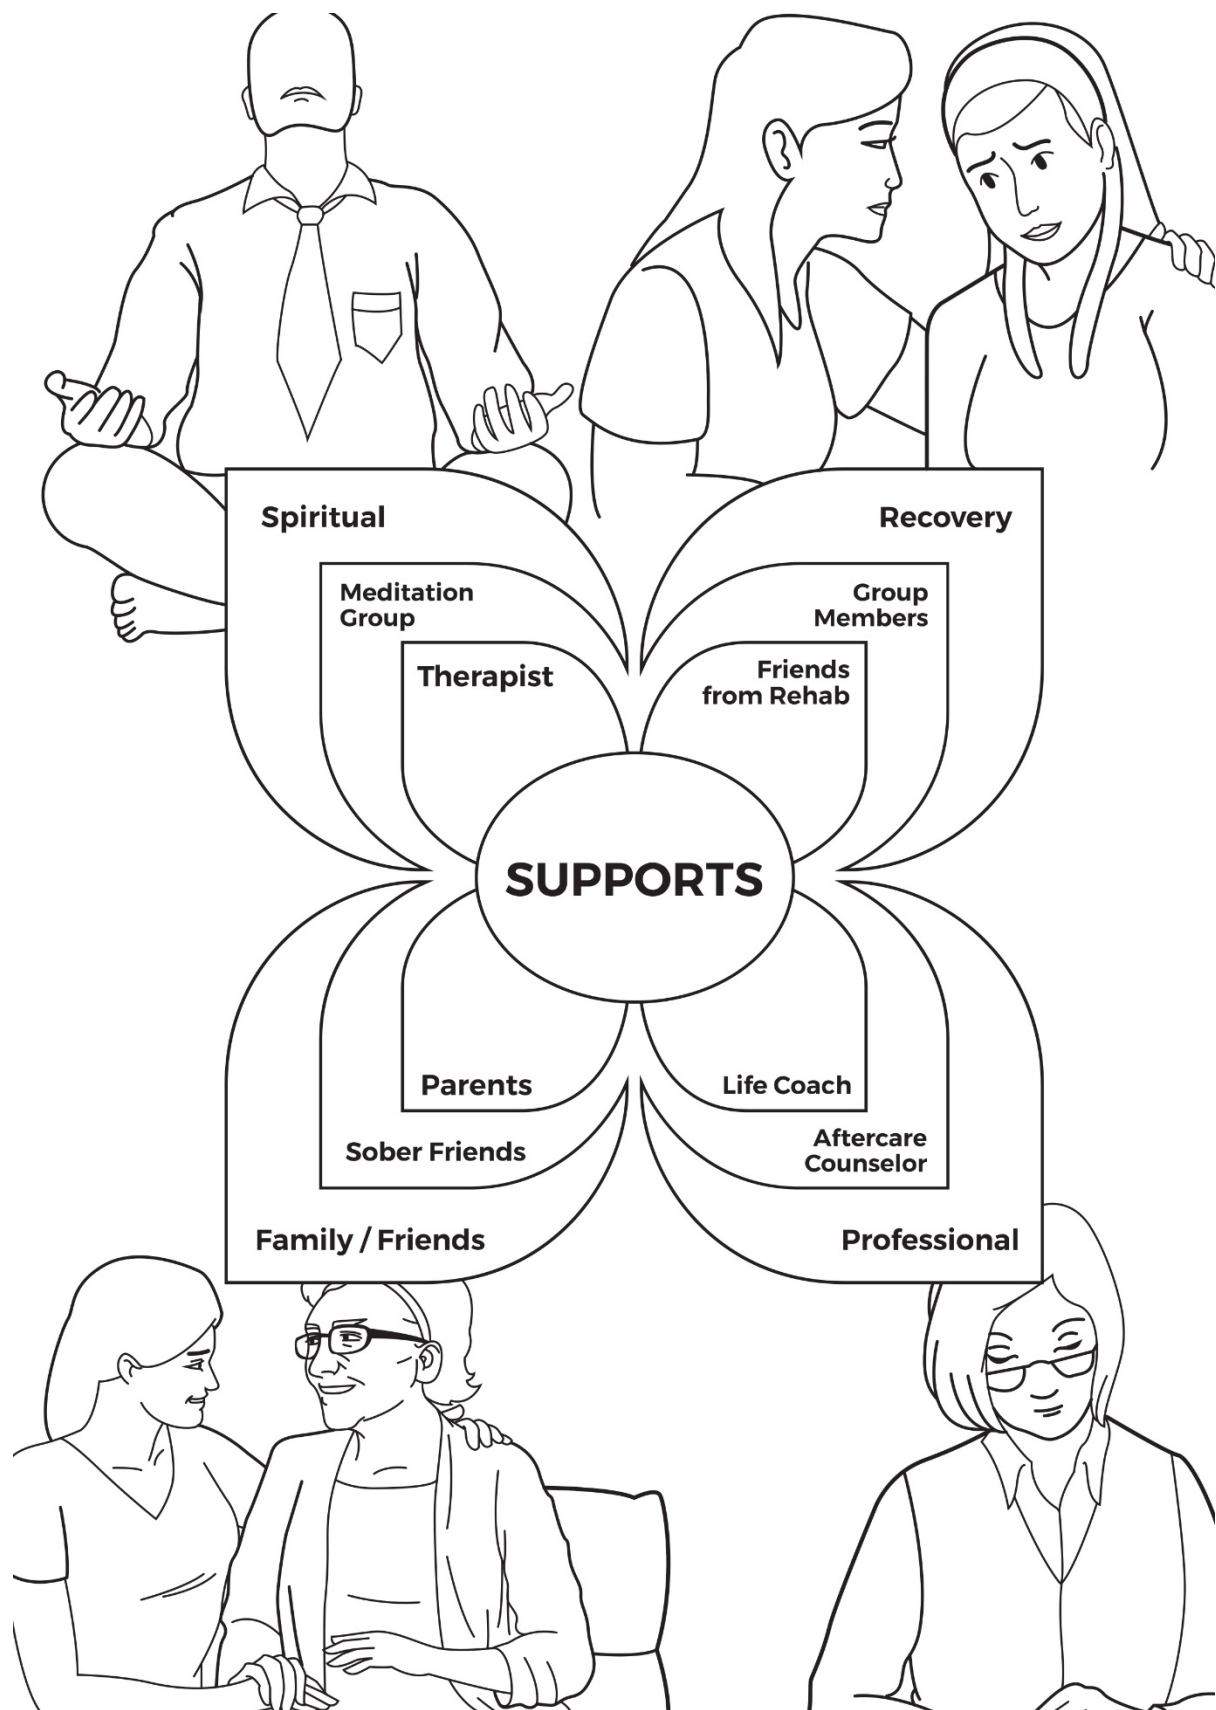 Spiritual
Meditation
Group
Therapist
Recovery
Group
Members
Friends
from Rehab
SUPPORTS
Parents
Sober Friends
Family / Friends
Life Coach
Aftercare
Counselor
Professional